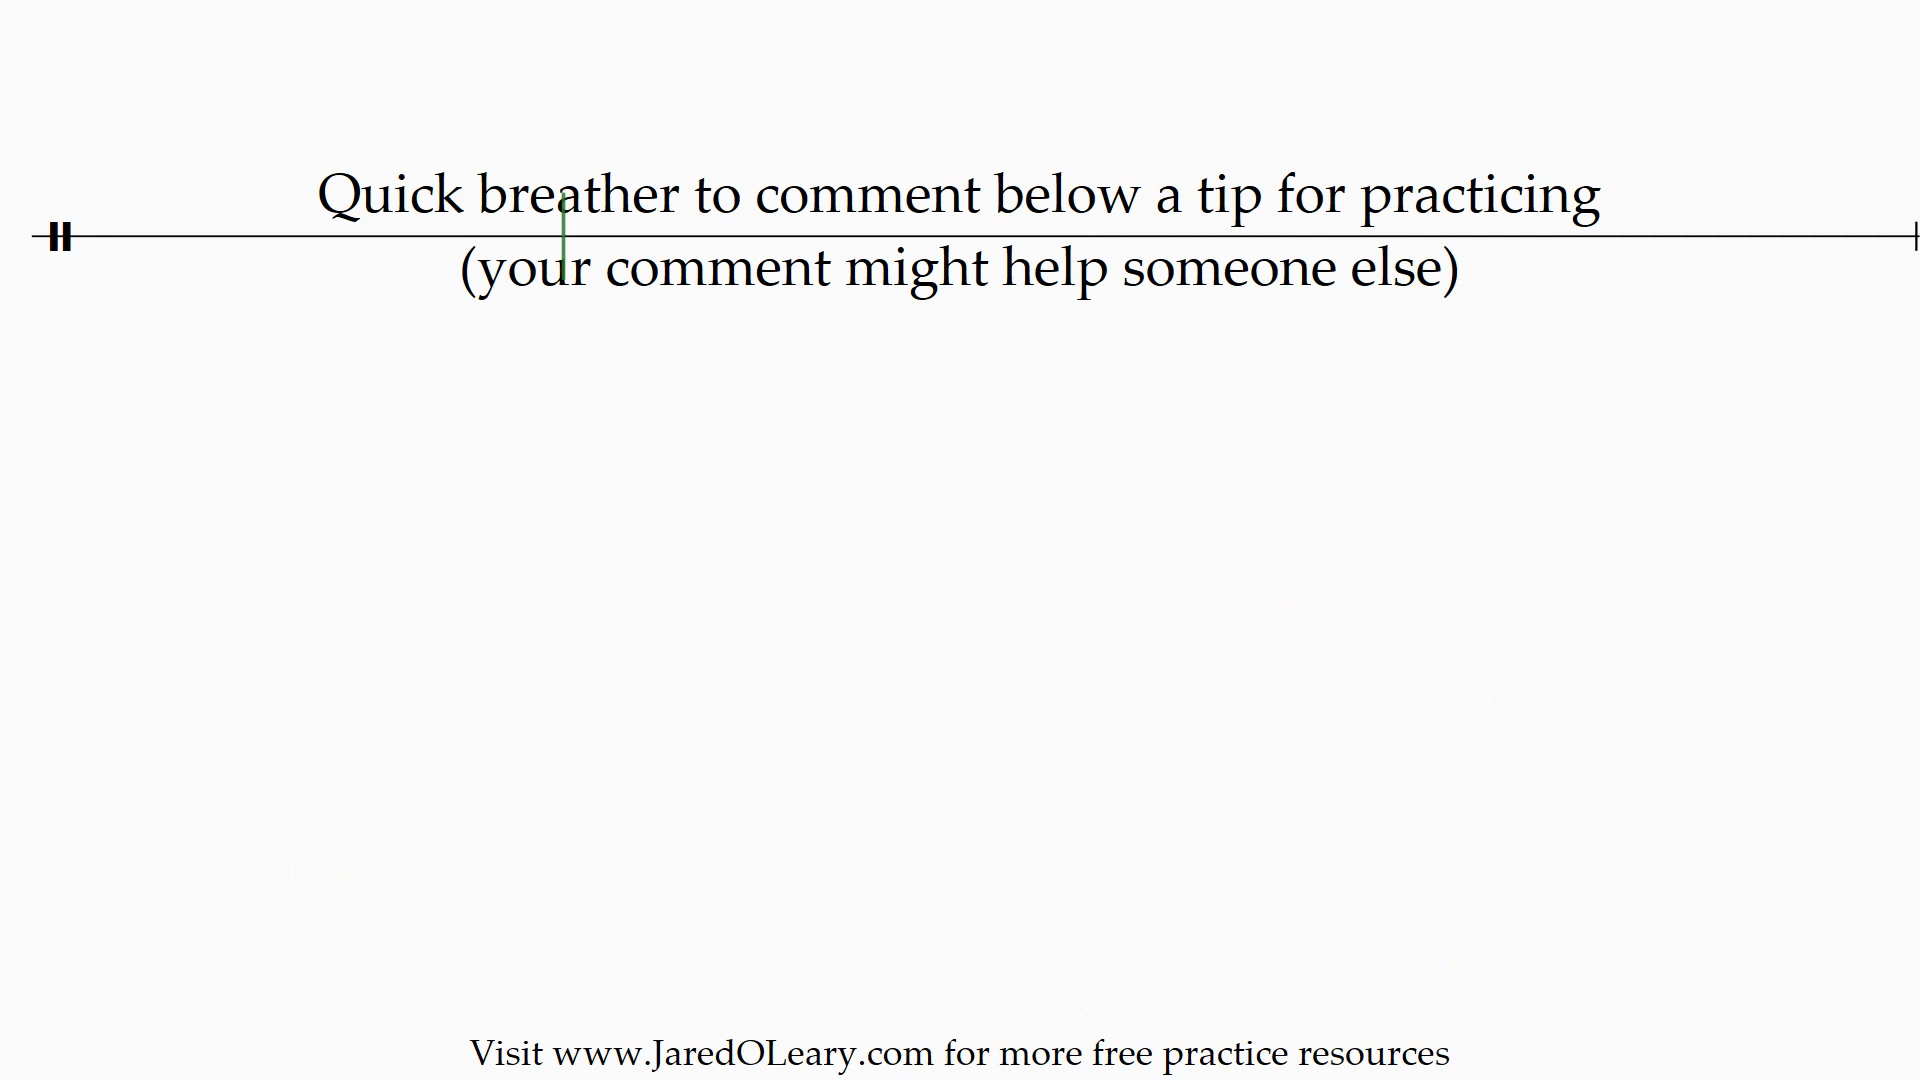 Quick breather to comment below a tip for practicing
(your comment might help someone else)
Visit www.JaredOLeary.com for more free practice resources